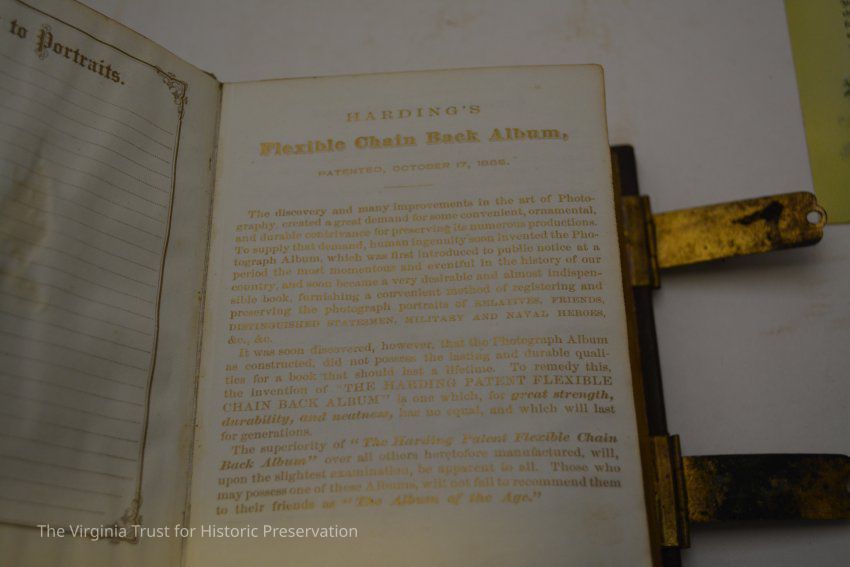 to Portraits.
HARDING'S
Flexible Chain Back Album,
PATENTED, OCTOBER 17, 1865.
The discovery and many improvements in the art of Photo-
graphy, created a great demand for some convenient, ornamental,
and durable contrivance for preserving its numerous productions.
To supply that demand, human ingenuity soon invented the Pho-
tograph Album, which was first introduced to public notice at a
period the most momentous and eventful in the history of our
country, and soon became a very desirable and almost indispen-
sible book, furnishing a convenient method of registering and
preserving the photograph portraits of RELATIVES, FRIENDS,
DISTINGUISHED STATESMEN, MILITARY AND NAVAL HEROES,
&c., &c.
It was soon discovered, however, that the Photograph Album
as constructed, did not possess the lasting and durable quali-
ties for a book that should last a lifetime. To remedy this,
the invention of "THE HARDING PATENT FLEXIBLE
CHAIN BACK ALBUM" is one which, for great strength,
durability, and neatness, has no equal, and which will last
for generations.
The superiority of "The Harding Patent Flexible Chain
Back Album" over all others heretofore manufactured, will,
upon the slightest examination, be apparent to all. Those who
may possess one of these Albums, will not fail to recommend them
to their friends as "The Album of the Age."
The Virginia Trust for Historic Preservation